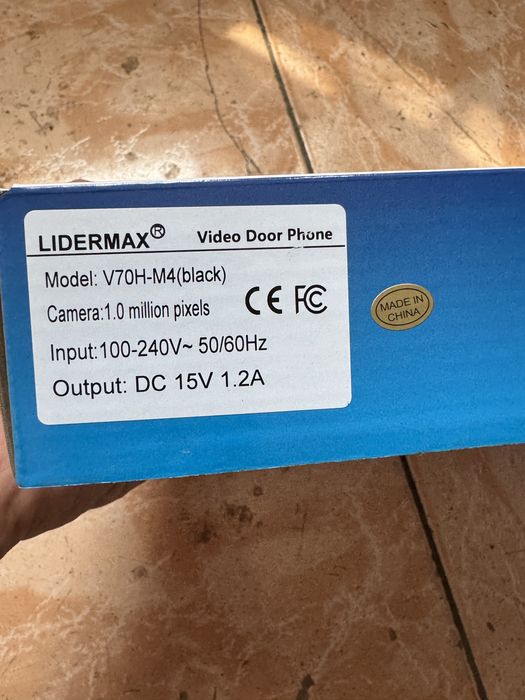 LIDERMAX® Video Door Phone
Model: V70H-M4(black)
Camera:1.0 million pixels
CE FC
Input:100-240V~ 50/60Hz
Output: DC 15V 1.2A
MADE IN
CHINA